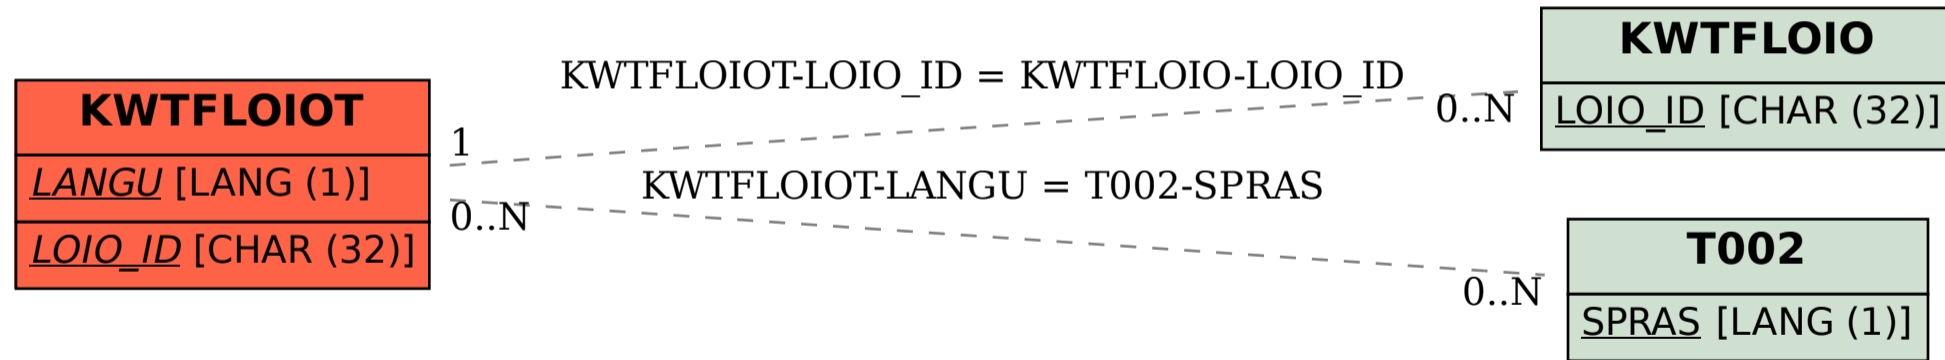 KWTFLOIOT
LANGU [LANG (1)]
LOIO_ID [CHAR (32)]
KWTFLOIOT-LOIO_ID = KWTFLOIO-LOIO_ID
1
0..N
KWTFLOIOT-LANGU = T002-SPRAS
0..N
0..N
KWTFLOIO
LOIO_ID [CHAR (32)]
T002
SPRAS [LANG (1)]